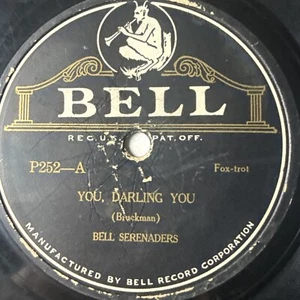 BELL
REG. U.S. PAT. OFF.
P252—A
Fox-trot
YOU, DARLING YOU
(Bruckman)
BELL SERENADERS
MANUFACTURED BY BELL RECORD CORPORATION